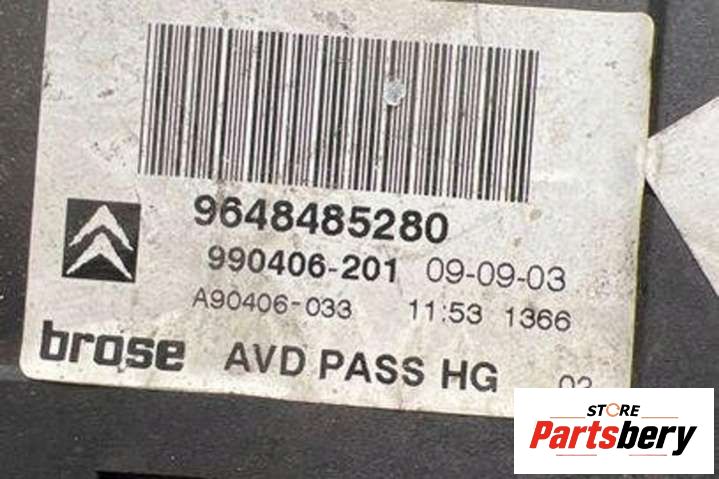 9648485280
990406-201 09-09-03
A90406-033 11:53 1366
brose AVD PASS HG
STORE
Partsbery